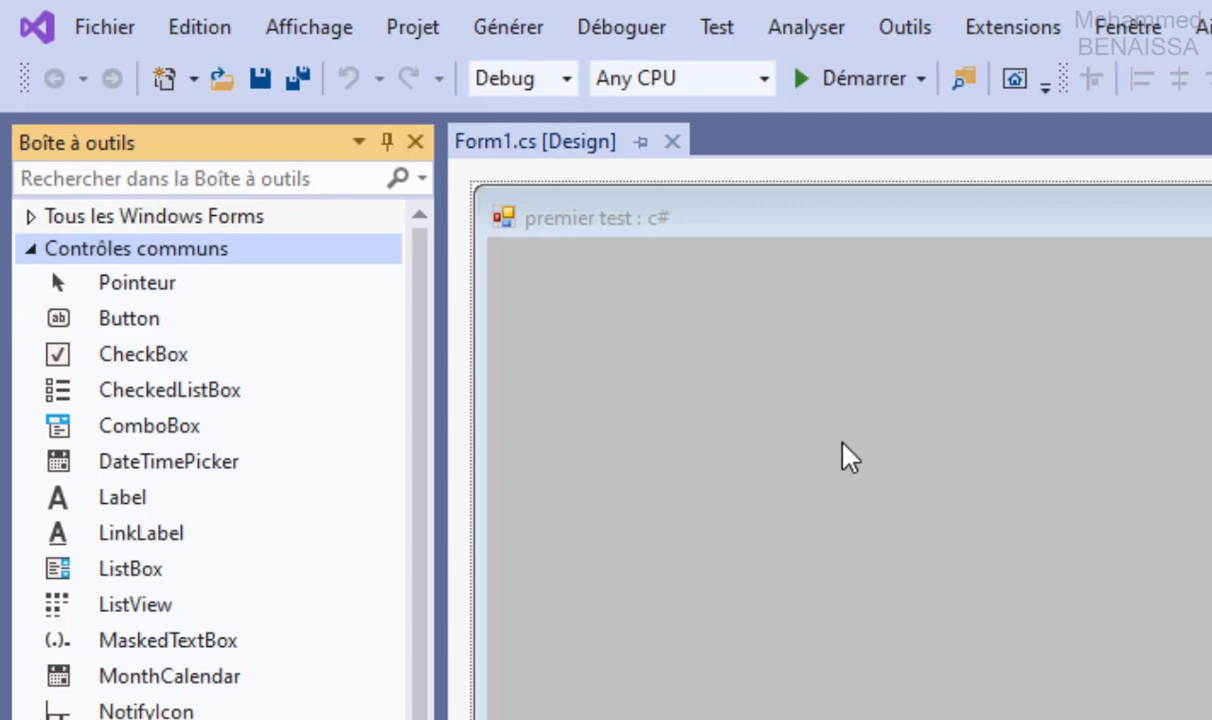 Fichier Edition Affichage Projet Générer Déboguer Test Analyser Outils Extensions Fenêtre
Mohammed
BENAISSA
Debug Any CPU Démarrer
Boîte à outils
Form1.cs [Design]
Rechercher dans la Boîte à outils
Tous les Windows Forms
premier test : c#
Contrôles communs
Pointeur
Button
CheckBox
CheckedListBox
ComboBox
DateTimePicker
Label
LinkLabel
ListBox
ListView
MaskedTextBox
MonthCalendar
NotifyIcon